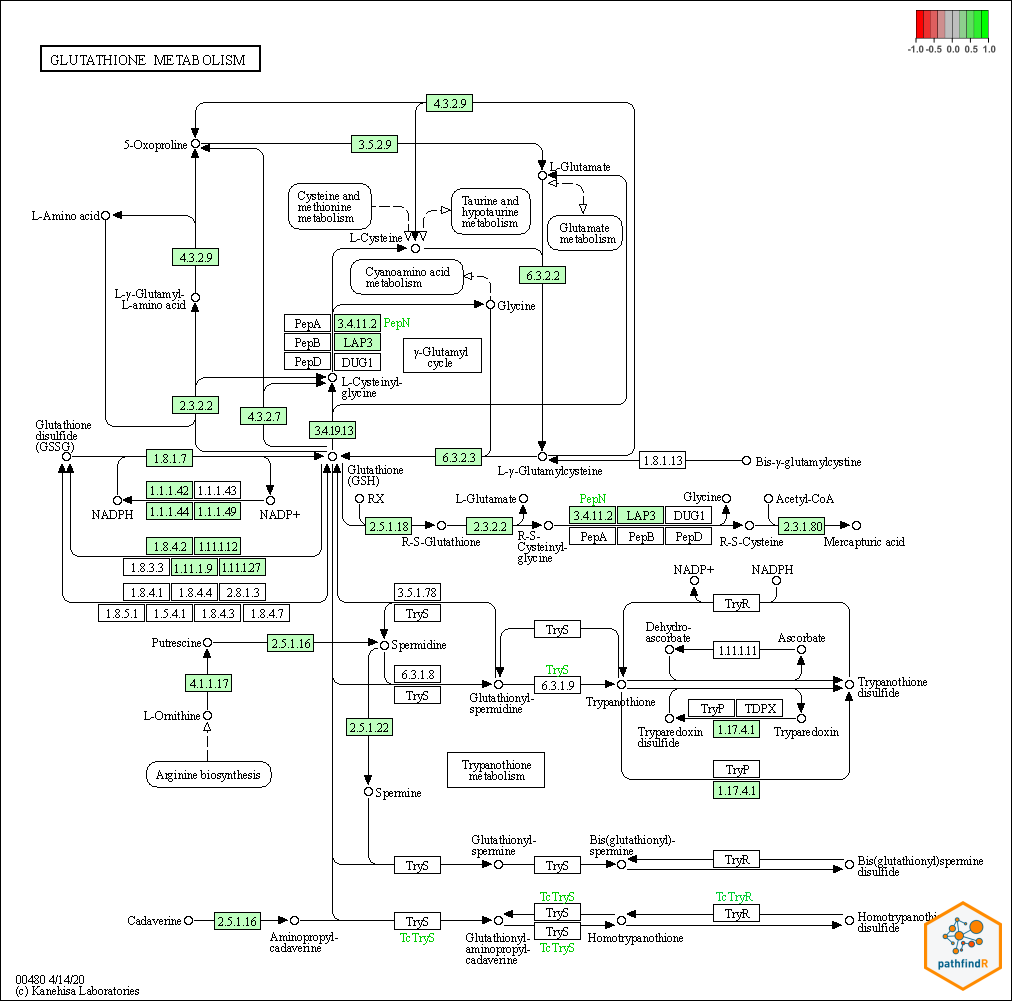 -1.0 -0.5 0.0 0.5 1.0
GLUTATHIONE METABOLISM
4.3.2.9
5-Oxoproline
3.5.2.9
L-Glutamate
Cysteine and
methionine
metabolism
Taurine and
hypotaurine
metabolism
L-Amino acid
Glutamate
metabolism
L-Cysteine
4.3.2.9
Cyanoamino acid
metabolism
6.3.2.2
L-γ-Glutamyl-
L-amino acid
Glycine
PepA 3.4.11.2 PepN
PepB LAP3
PepD DUG1
γ-Glutamyl
cycle
L-Cysteinyl-
glycine
2.3.2.2
4.3.2.7
3.4.19.13
Glutathione
disulfide
(GSSG)
1.8.1.7
6.3.2.3
1.8.1.13
Bis-γ-glutamylcystine
Glutathione
(GSH)
L-γ-Glutamylcysteine
1.1.1.42 1.1.1.43
1.1.1.44 1.1.1.49
NADPH
NADP+
RX
L-Glutamate
PepN
Glycine
Acetyl-CoA
3.4.11.2 LAP3 DUG1
2.5.1.18
2.3.2.2
2.3.1.80
PepA PepB PepD
R-S-Glutathione
R-S-
Cysteinyl-
glycine
R-S-Cysteine
Mercapturic acid
1.8.4.2 1.11.1.12
1.8.3.3 1.11.1.9 1.11.1.27
1.8.4.1 1.8.4.4 2.8.1.3
1.8.5.1 1.5.4.1 1.8.4.3 1.8.4.7
NADP+
NADPH
3.5.1.78
TryS
TryR
Putrescine
2.5.1.16
Spermidine
TryS
Dehydro-
ascorbate
Ascorbate
1.11.1.11
4.1.1.17
6.3.1.8
TryS
TryS
6.3.1.9
Glutathionyl-
spermidine
Trypanothione
Trypanothione
disulfide
L-Ornithine
2.5.1.22
TryP TDPX
1.17.4.1
Tryparedoxin
disulfide
Tryparedoxin
Arginine biosynthesis
Trypanothione
metabolism
TryP
1.17.4.1
Spermine
Glutathionyl-
spermine
Bis(glutathionyl)-
spermine
TryS
TryS
TryR
Bis(glutathionyl)spermine
disulfide
TcTryS
TcTryR
Cadaverine
2.5.1.16
TryS
TryS
TryR
TcTryS
TryS
TcTryS
Aminopropyl-
cadaverine
Glutathionyl-
aminopropyl-
cadaverine
Homotrypanothione
disulfide
pathfindR
00480 4/14/20
(c) Kanehisa Laboratories